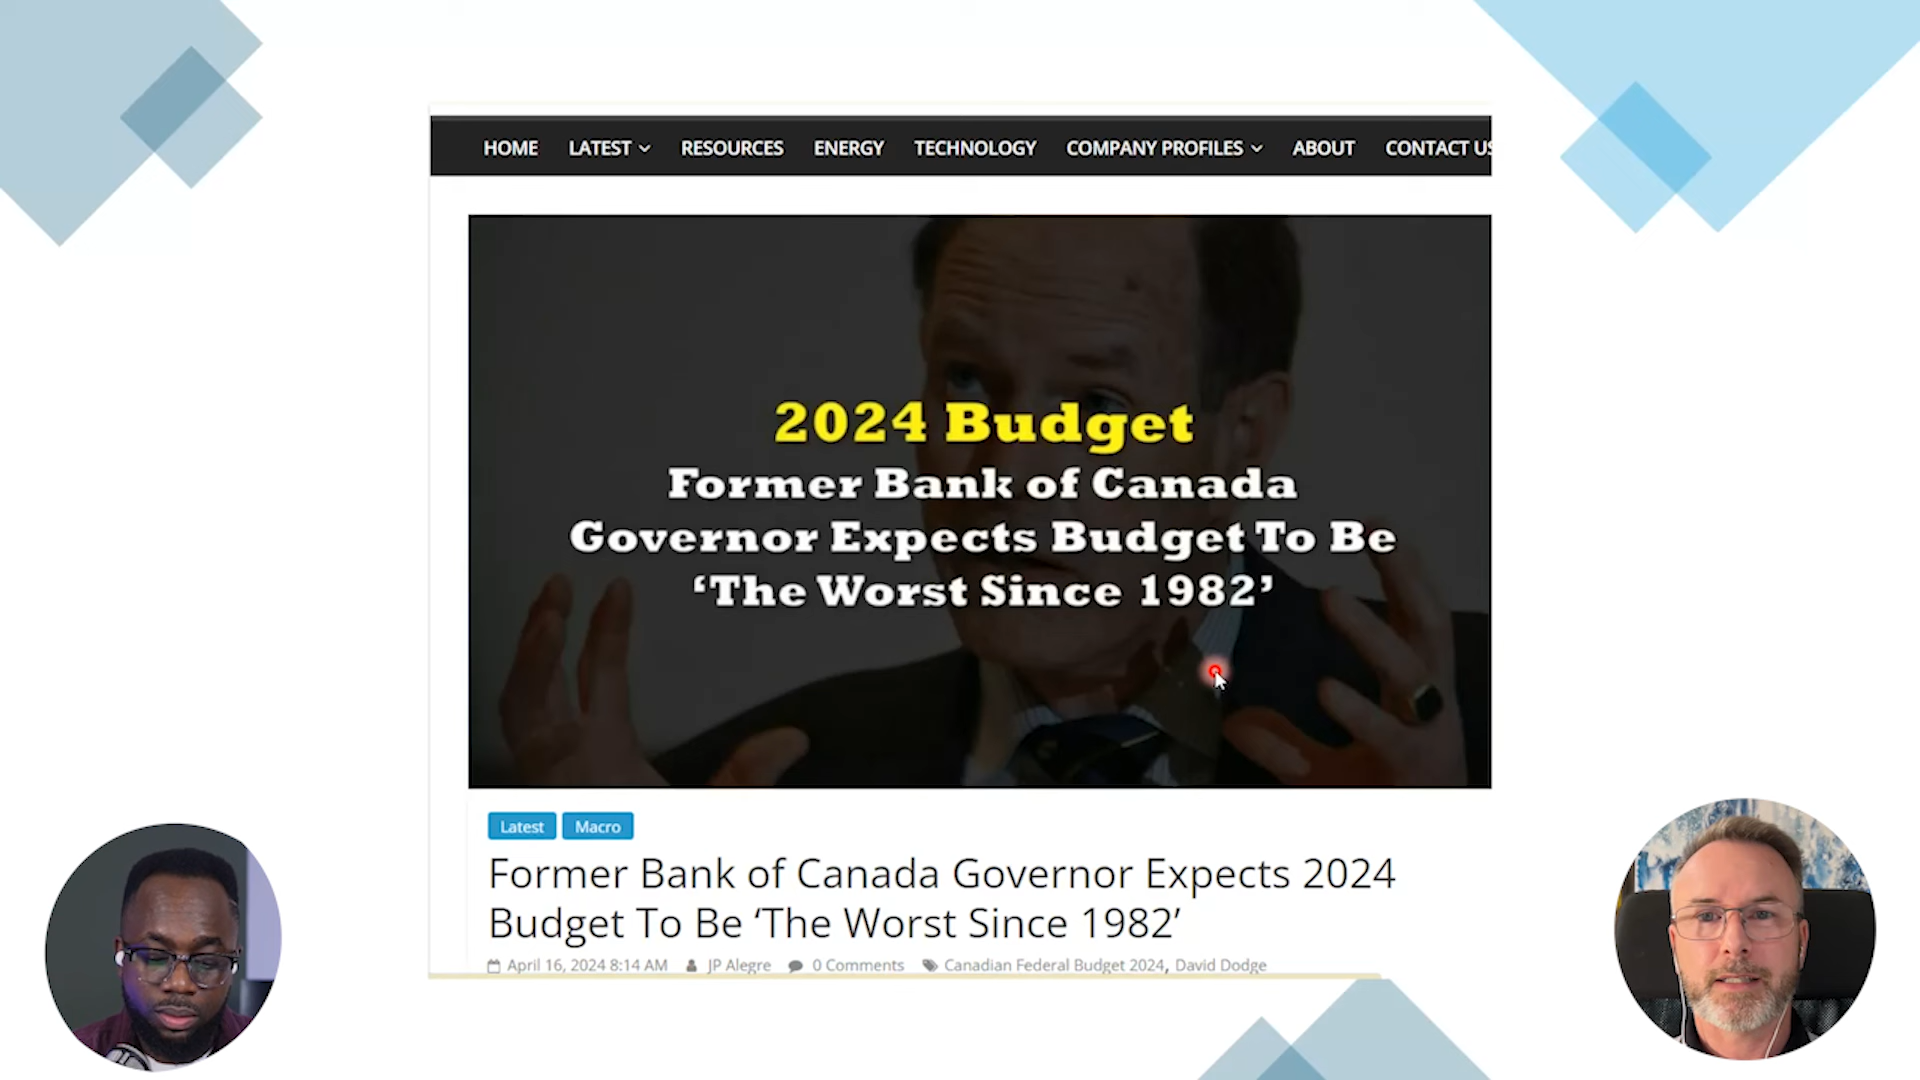 HOME LATEST RESOURCES ENERGY TECHNOLOGY COMPANY PROFILES ABOUT CONTACT US
2024 Budget
Former Bank of Canada
Governor Expects Budget To Be
‘The Worst Since 1982’
Latest Macro
Former Bank of Canada Governor Expects 2024
Budget To Be ‘The Worst Since 1982’
April 16, 2024 8:14 AM JP Alegre 0 Comments Canadian Federal Budget 2024, David Dodge